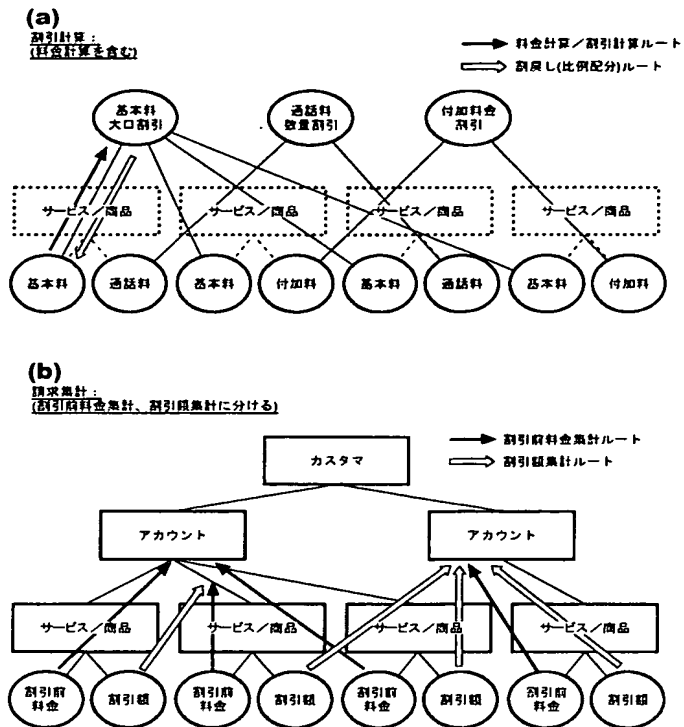 (a)
割引計算：
(料金計算を含む)
料金計算／割引計算ルート
割戻し(比例配分)ルート
基本料
大口割引
通話料
数量割引
付加料金
割引
サービス／商品
サービス／商品
サービス／商品
サービス／商品
基本料
通話料
基本料
付加料
基本料
通話料
基本料
付加料
(b)
請求集計：
(割引前料金集計、割引額集計に分ける)
割引前料金集計ルート
割引額集計ルート
カスタマ
アカウント
アカウント
サービス／商品
サービス／商品
サービス／商品
サービス／商品
割引前
料金
割引額
割引前
料金
割引額
割引前
料金
割引額
割引前
料金
割引額